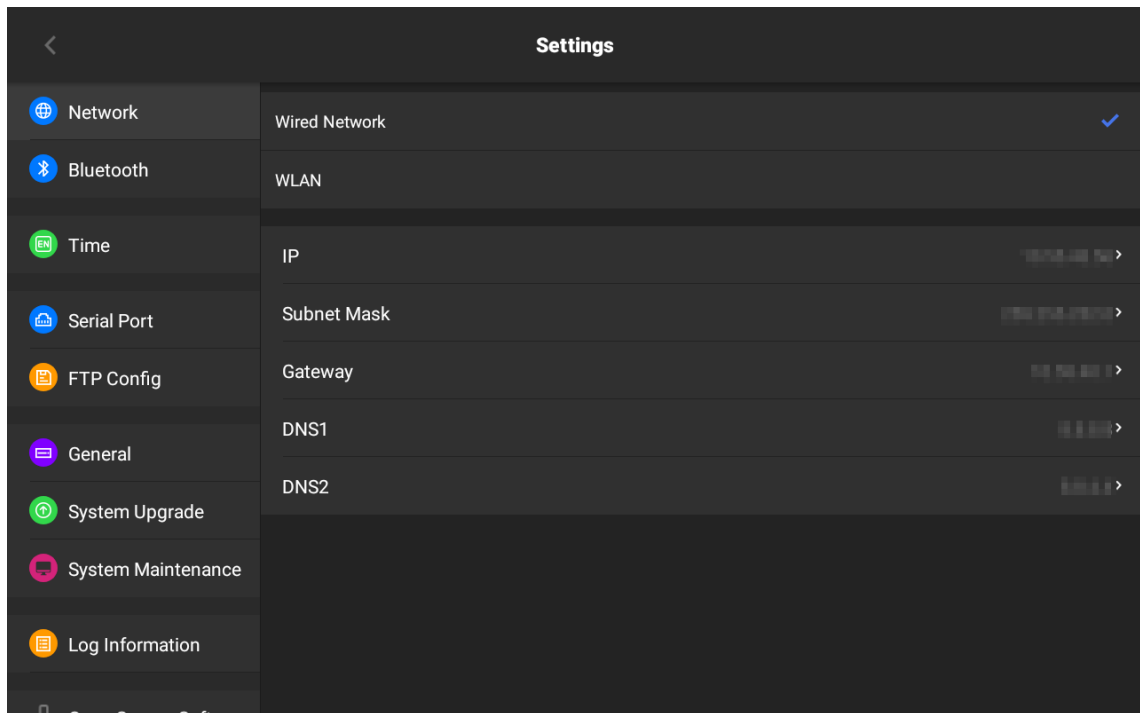 Settings
Network
Bluetooth
Time
EN
Serial Port
FTP Config
General
System Upgrade
System Maintenance
Log Information
Wired Network
WLAN
IP
Subnet Mask
Gateway
DNS1
DNS2